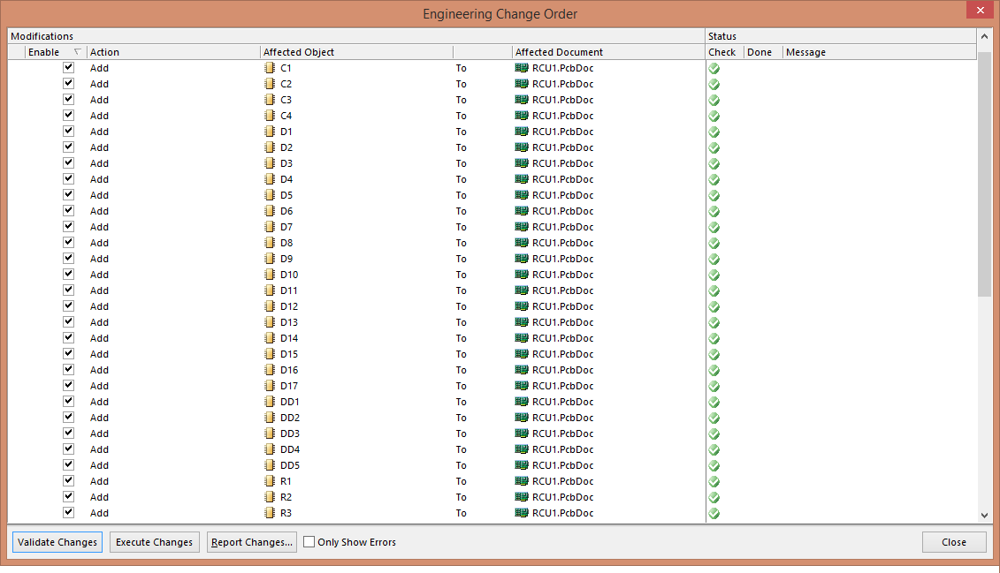 Engineering Change Order
Modifications Status
Enable Action Affected Object Affected Document Check Done Message
Add C1 To RCU1.PcbDoc
Add C2 To RCU1.PcbDoc
Add C3 To RCU1.PcbDoc
Add C4 To RCU1.PcbDoc
Add D1 To RCU1.PcbDoc
Add D2 To RCU1.PcbDoc
Add D3 To RCU1.PcbDoc
Add D4 To RCU1.PcbDoc
Add D5 To RCU1.PcbDoc
Add D6 To RCU1.PcbDoc
Add D7 To RCU1.PcbDoc
Add D8 To RCU1.PcbDoc
Add D9 To RCU1.PcbDoc
Add D10 To RCU1.PcbDoc
Add D11 To RCU1.PcbDoc
Add D12 To RCU1.PcbDoc
Add D13 To RCU1.PcbDoc
Add D14 To RCU1.PcbDoc
Add D15 To RCU1.PcbDoc
Add D16 To RCU1.PcbDoc
Add D17 To RCU1.PcbDoc
Add DD1 To RCU1.PcbDoc
Add DD2 To RCU1.PcbDoc
Add DD3 To RCU1.PcbDoc
Add DD4 To RCU1.PcbDoc
Add DD5 To RCU1.PcbDoc
Add R1 To RCU1.PcbDoc
Add R2 To RCU1.PcbDoc
Add R3 To RCU1.PcbDoc
Validate Changes Execute Changes Report Changes... Only Show Errors Close